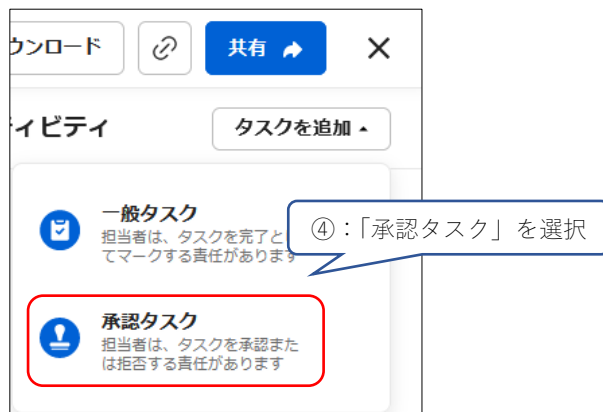 ウンロード
共有
ィビティ
タスクを追加
一般タスク
担当者は、タスクを完了とし
てマークする責任があります
④：「承認タスク」を選択
承認タスク
担当者は、タスクを承認また
は拒否する責任があります